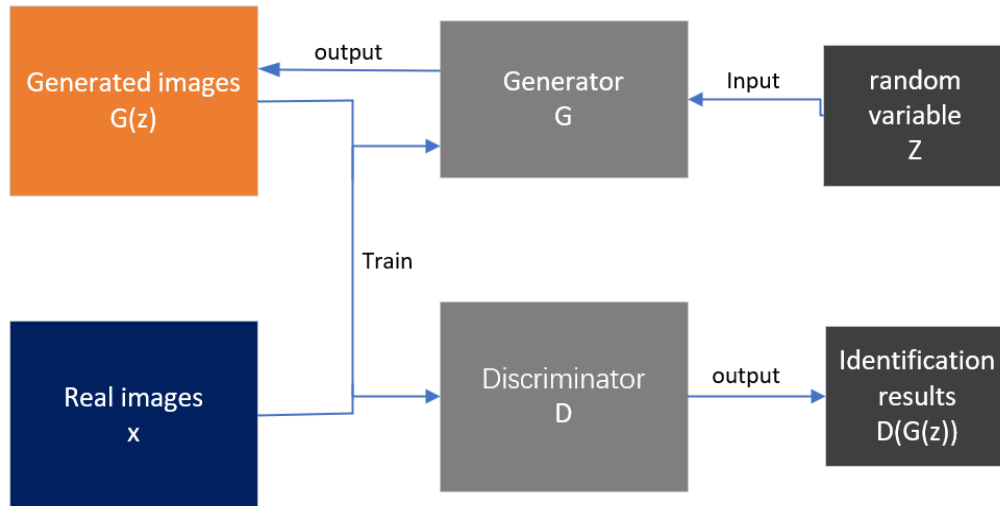 output
Generated images
G(z)
Generator
G
Input
random
variable
Z
Train
Real images
x
Discriminator
D
output
Identification
results
D(G(z))